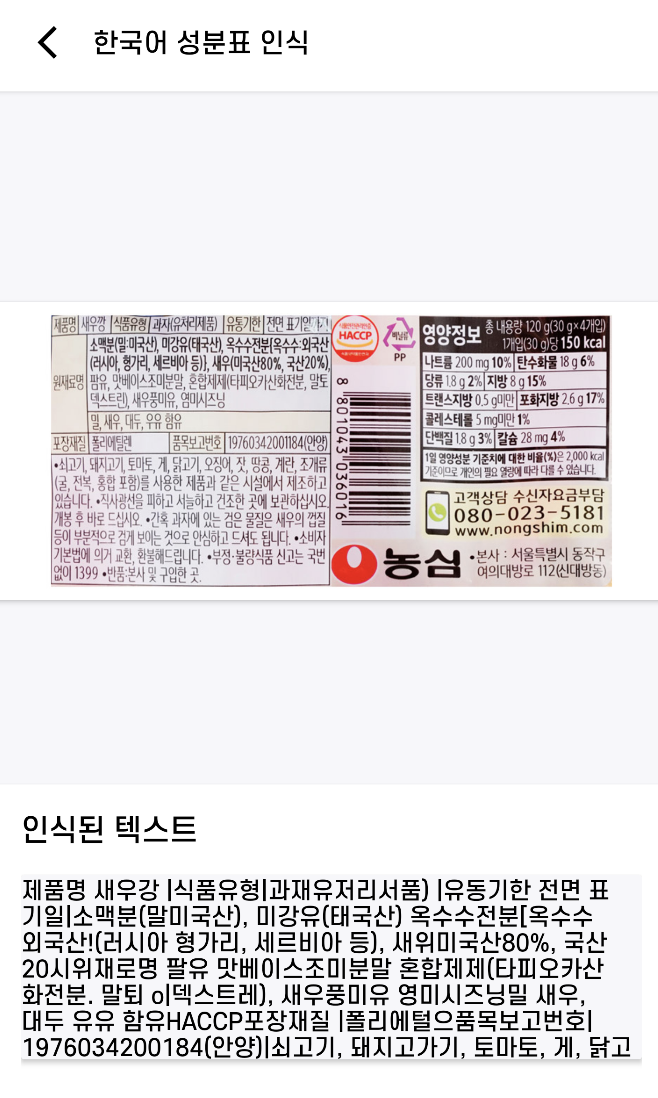 한국어 성분표 인식
제품명 새우깡 식품유형 과자(유처리제품) 유통기한 전면 표기일까지
원재료명
소맥분(밀:미국산), 미강유(태국산), 옥수수전분[옥수수:외국산
(러시아, 헝가리, 세르비아 등)], 새우(미국산80%, 국산20%),
팜유, 맛베이스조미분말, 혼합제제(타피오카산화전분, 말토
덱스트린), 새우풍미유, 염미시즈닝
밀, 새우, 대두, 우유 함유
포장재질 폴리에틸렌 품목보고번호 19760342001184(안양)
•쇠고기, 돼지고기, 토마토, 게, 닭고기, 오징어, 잣, 땅콩, 계란, 조개류
(굴, 전복, 홍합 포함)를 사용한 제품과 같은 시설에서 제조하고
있습니다. •직사광선을 피하고 서늘하고 건조한 곳에 보관하십시오.
개봉 후 바로 드십시오. •간혹 과자에 있는 검은 물질은 새우의 껍질
등이 부분적으로 검게 보이는 것으로 안심하고 드셔도 됩니다. •소비자
기본법에 의거 교환, 환불해드립니다. •부정·불량식품 신고는 국번
없이 1399 •반품:본사 및 구입한 곳.
HACCP
비닐류
PP
8 801043 036016
영양정보 총 내용량 120 g(30 g×4개입)
1개입(30 g)당 150 kcal
나트륨 200 mg 10% 탄수화물 18 g 6%
당류 1.8 g 2% 지방 8 g 15%
트랜스지방 0.5 g미만 포화지방 2.6 g 17%
콜레스테롤 5 mg미만 1%
단백질 1.8 g 3% 칼슘 28 mg 4%
1일 영양성분 기준치에 대한 비율(%)은 2,000 kcal
기준이므로 개인의 필요 열량에 따라 다를 수 있습니다.
고객상담 수신자요금부담
080-023-5181
www.nongshim.com
농심
•본사 : 서울특별시 동작구
여의대방로 112(신대방동)
인식된 텍스트
제품명 새우강 |식품유형|과재유저리서품) |유동기한 전면 표
기일|소맥분(말미국산), 미강유(태국산) 옥수수전분[옥수수
외국산!(러시아 형가리, 세르비아 등), 새위미국산80%, 국산
20시위재로명 팔유 맛베이스조미분말 혼합제제(타피오카산
화전분. 말퇴 이덱스트레), 새우풍미유 영미시즈닝밀 새우,
대두 유유 함유HACCP포장재질 |폴리에털으품목보고번호|
1976034200184(안양)|쇠고기, 돼지고가기, 토마토, 게, 닭고